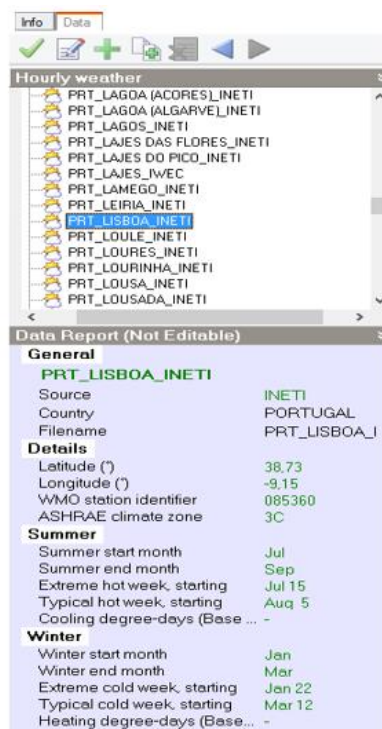 Info
Data
Hourly weather
PRT_LAGOA (ACORES)_INETI
PRT_LAGOA (ALGARVE)_INETI
PRT_LAGOS_INETI
PRT_LAJES DAS FLORES_INETI
PRT_LAJES DO PICO_INETI
PRT_LAJES_IWEC
PRT_LAMEGO_INETI
PRT_LEIRIA_INETI
PRT_LISBOA_INETI
PRT_LOULE_INETI
PRT_LOURES_INETI
PRT_LOURINHA_INETI
PRT_LOUSA_INETI
PRT_LOUSADA_INETI
Data Report (Not Editable)
General
PRT_LISBOA_INETI
Source INETI
Country PORTUGAL
Filename PRT_LISBOA_I
Details
Latitude (°) 38,73
Longitude (°) -9,15
WMO station identifier 085360
ASHRAE climate zone 3C
Summer
Summer start month Jul
Summer end month Sep
Extreme hot week, starting Jul 15
Typical hot week, starting Aug 5
Cooling degree-days (Base ... -
Winter
Winter start month Jan
Winter end month Mar
Extreme cold week, starting Jan 22
Typical cold week, starting Mar 12
Heating degree-days (Base... -